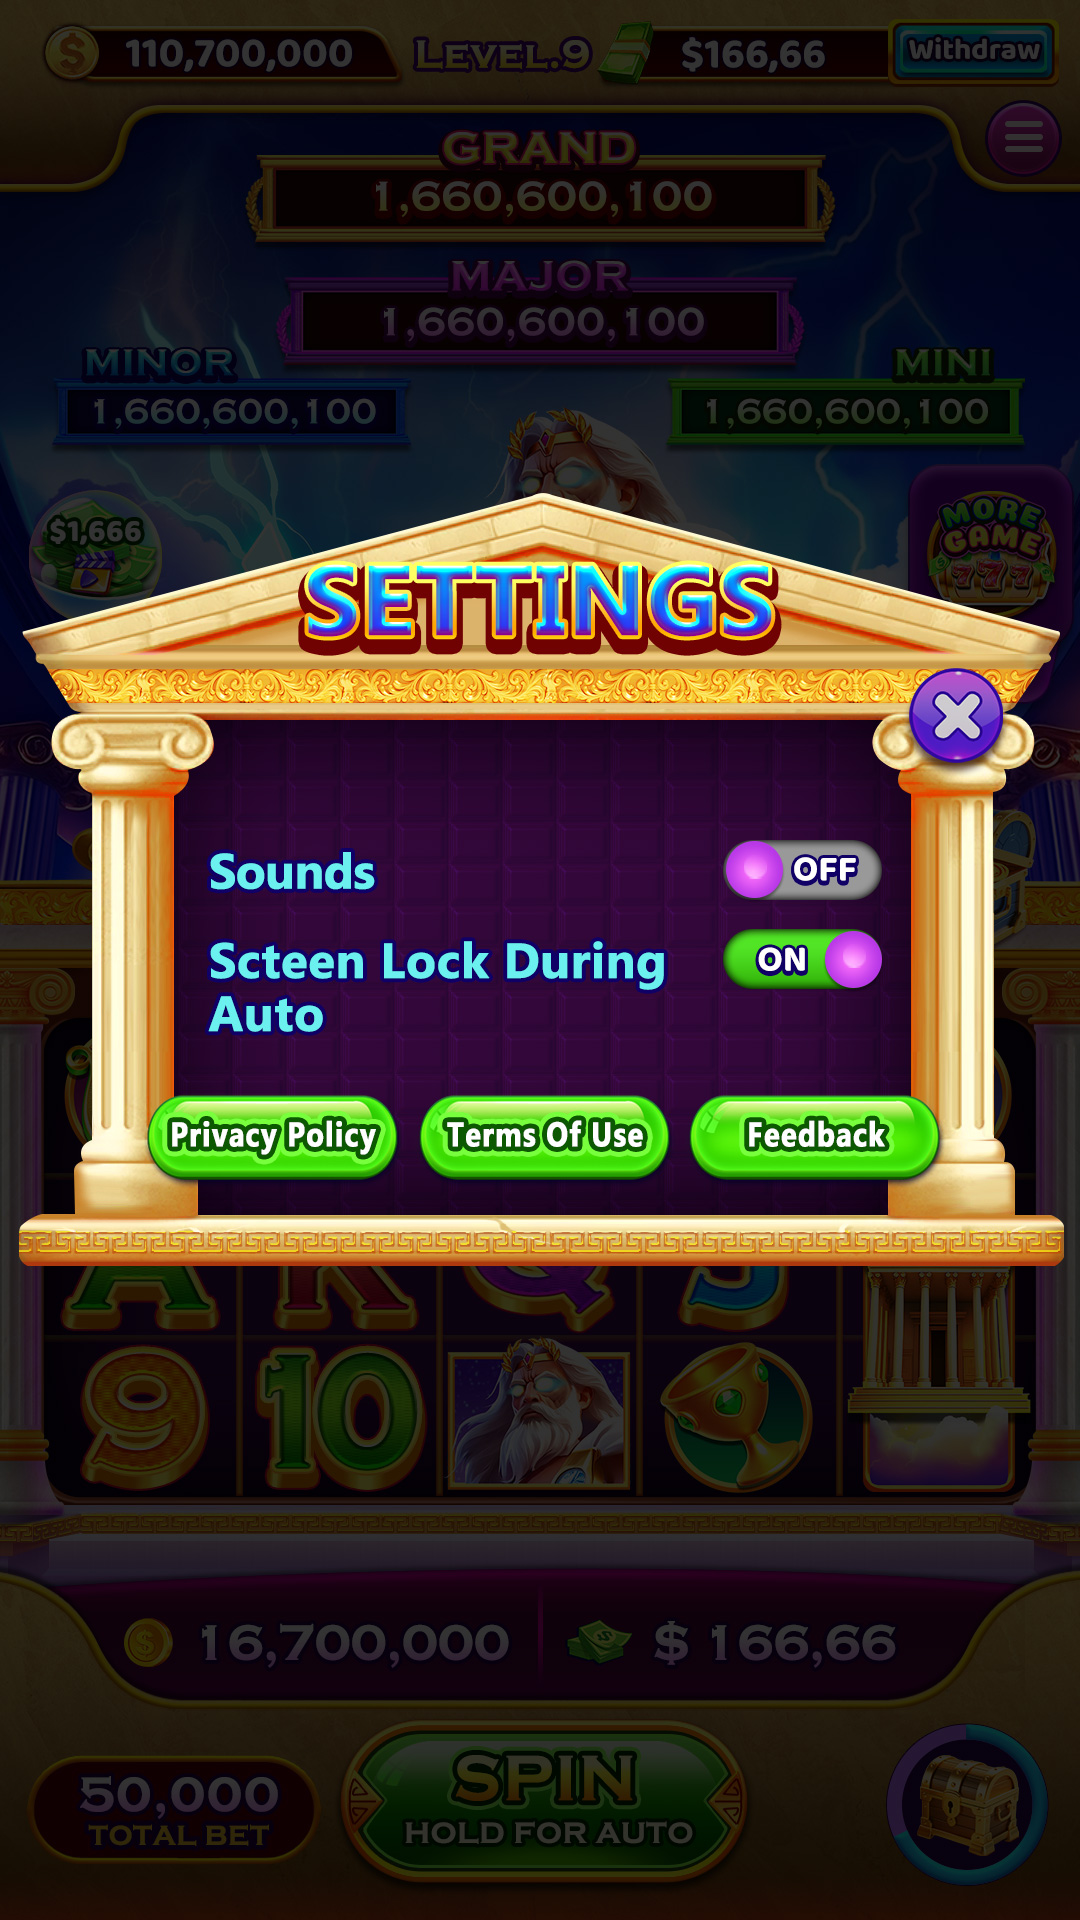 110,700,000
LEVEL.9
$166,66
Withdraw
GRAND
1,660,600,100
MAJOR
1,660,600,100
MINOR
1,660,600,100
MINI
1,660,600,100
$1,666
MORE
GAME
777
SETTINGS
Sounds
OFF
Scteen Lock During
Auto
ON
Privacy Policy
Terms Of Use
Feedback
A K Q J
9 10
16,700,000
$ 166,66
50,000
TOTAL BET
SPIN
HOLD FOR AUTO